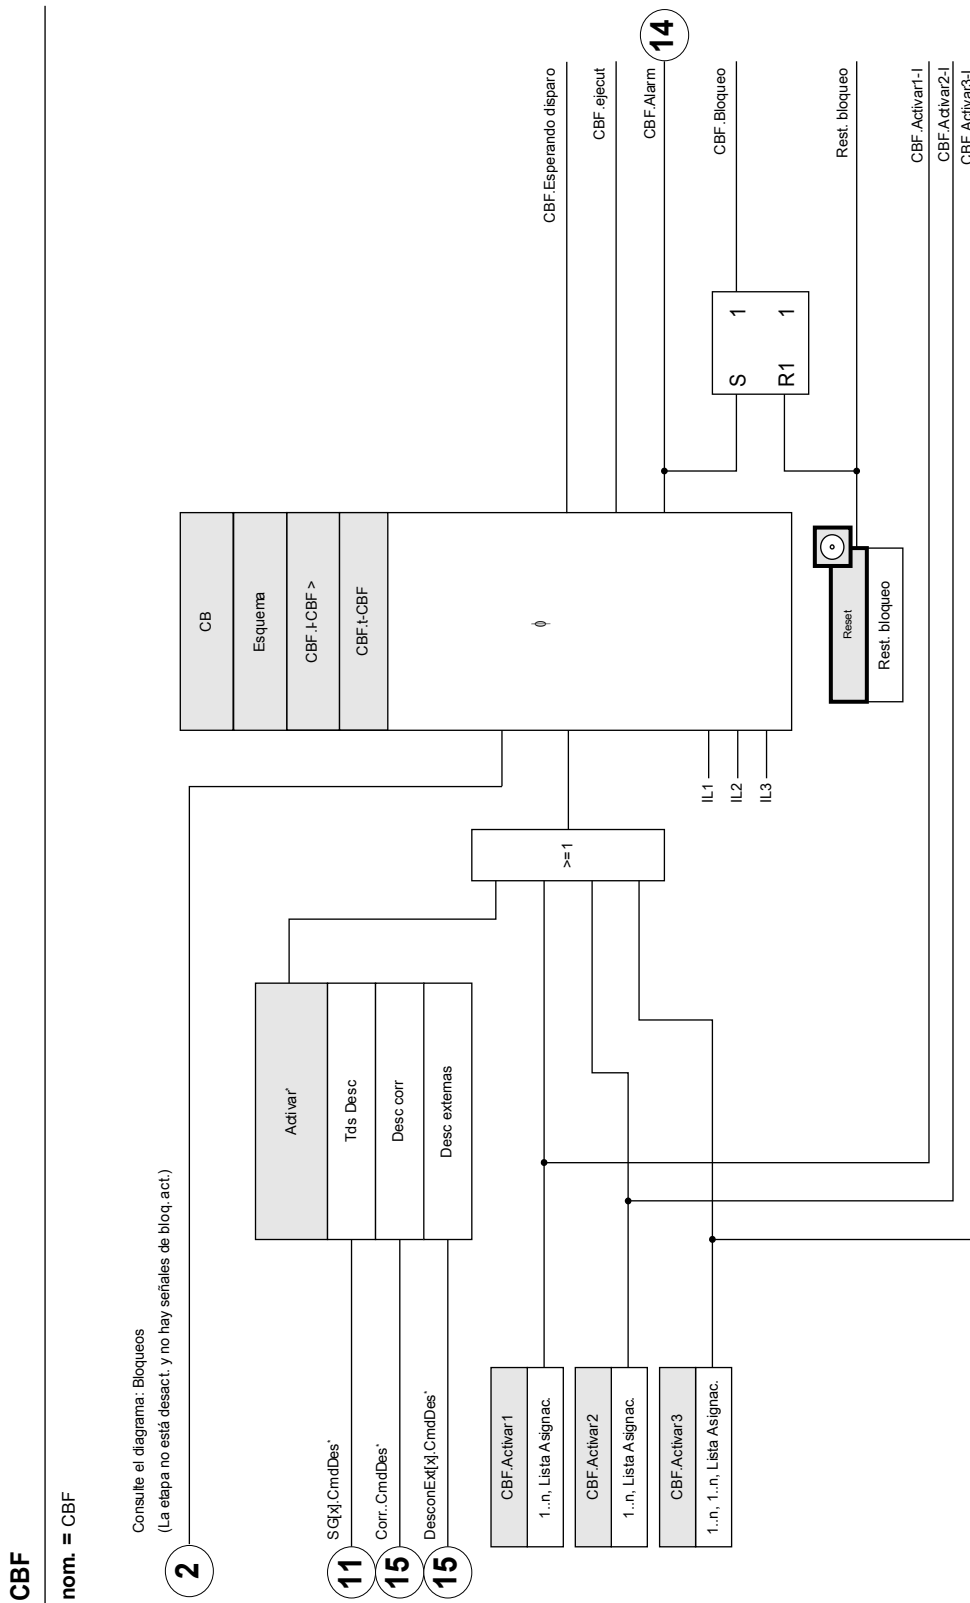 CBF
nom. = CBF
Consulte el diagrama: Bloqueos
(La etapa no está desact. y no hay señales de bloq. act.)
2
SG[x].CmdDes*
11
Corr..CmdDes*
15
DesconExt[x].CmdDes*
15
Activar*
Tds Desc
Desc corr
Desc externas
CBF.Activar1
1..n, Lista Asignac.
CBF.Activar2
1..n, Lista Asignac.
CBF.Activar3
1..n, 1..n, Lista Asignac.
>=1
IL1
IL2
IL3
CB
Esquema
CBF.I-CBF >
CBF.t-CBF
ϕ
CBF.Esperando disparo
CBF.ejecut
CBF.Alarm
14
S 1
R1 1
CBF.Bloqueo
Reset
Rest. bloqueo
Rest. bloqueo
CBF.Activar1-I
CBF.Activar2-I
CBF.Activar3-I